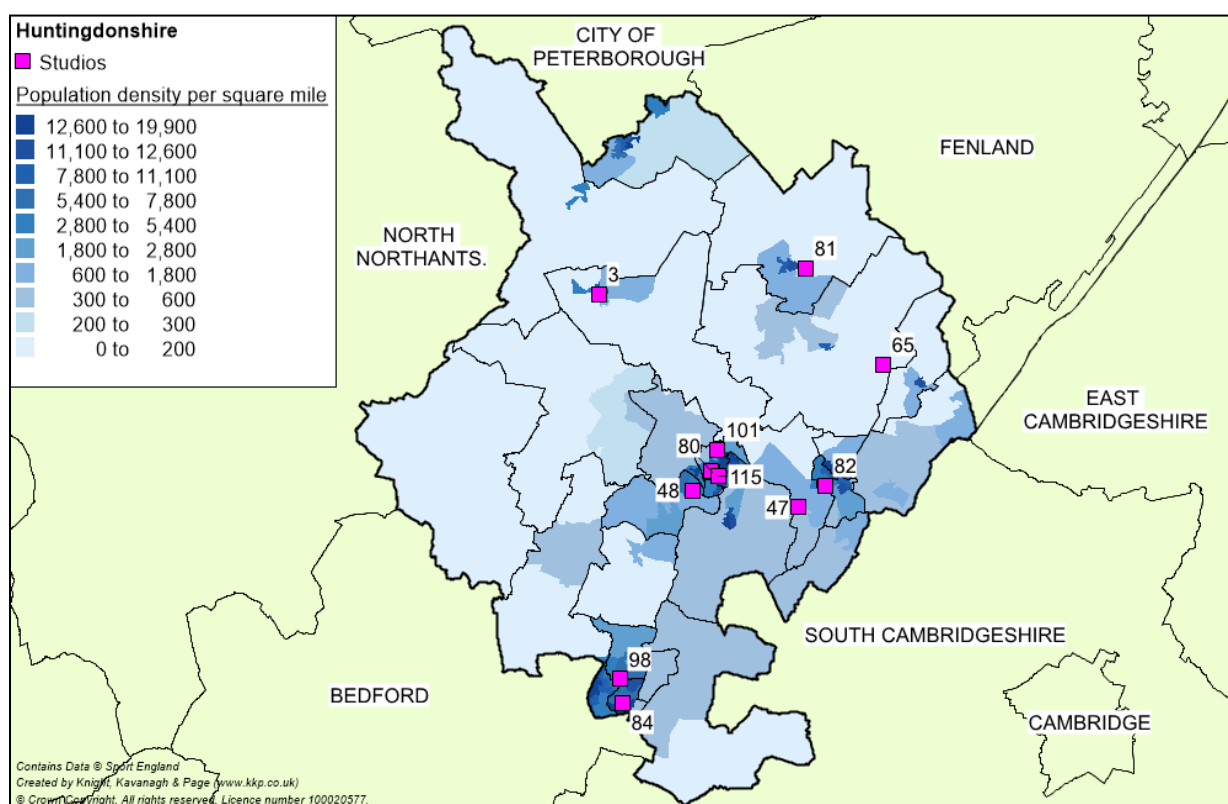 Huntingdonshire
Studios
Population density per square mile
12,600 to 19,900
11,100 to 12,600
7,800 to 11,100
5,400 to 7,800
2,800 to 5,400
1,800 to 2,800
600 to 1,800
300 to 600
200 to 300
0 to 200
CITY OF
PETERBOROUGH
FENLAND
NORTH
NORTHANTS.
81
3
65
EAST
CAMBRIDGESHIRE
101
80
115
82
48
47
SOUTH CAMBRIDGESHIRE
98
BEDFORD
84
CAMBRIDGE
Contains Data © Sport England
Created by Knight, Kavanagh & Page (www.kkp.co.uk)
© Crown Copyright. All rights reserved. Licence number 100020577.